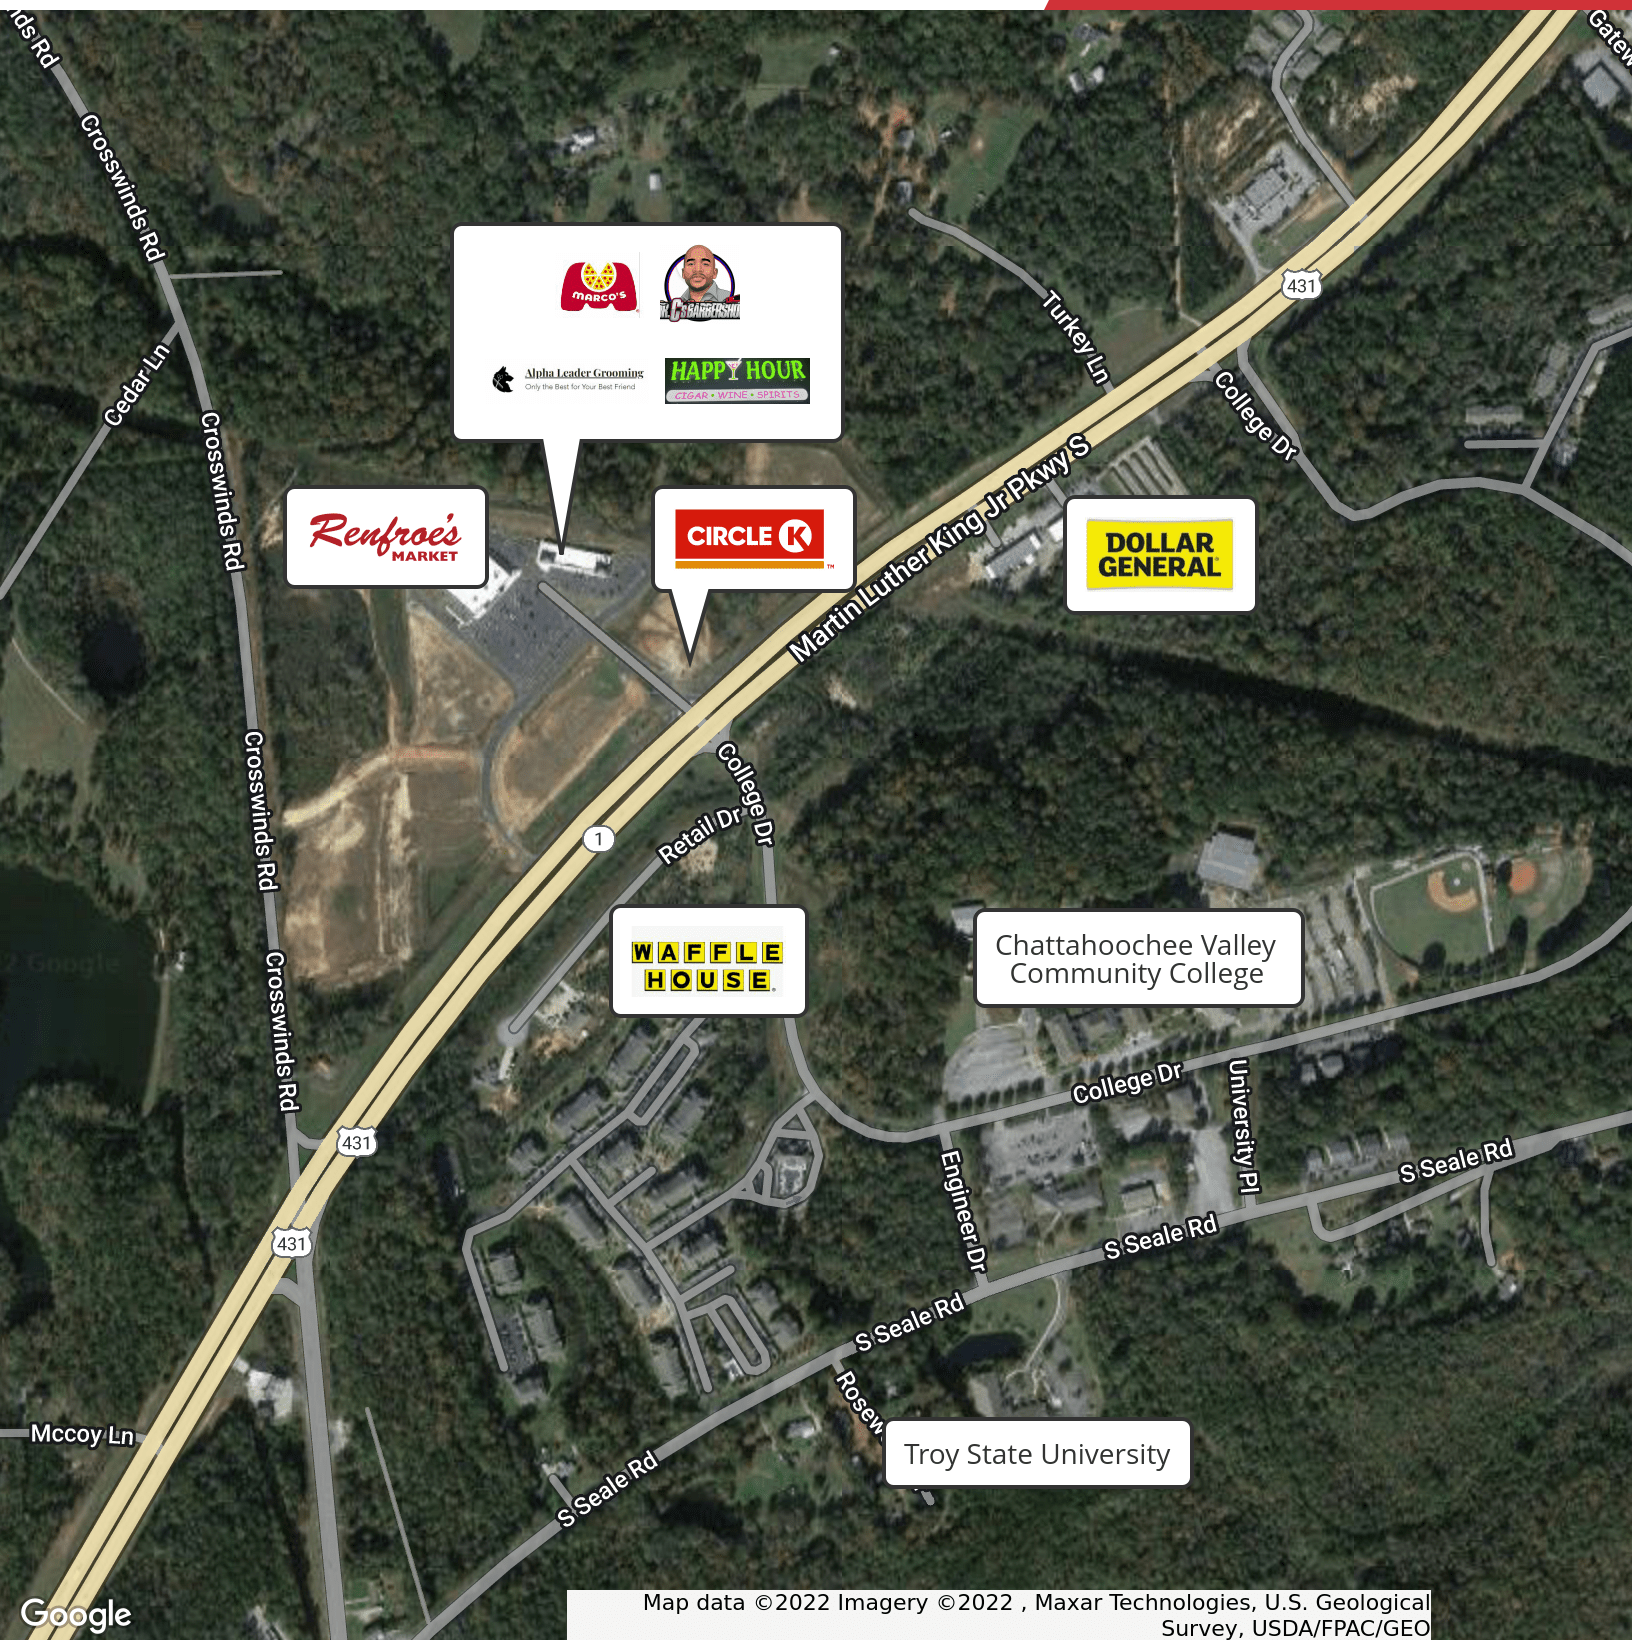 nds Rd
Gatew
Crosswinds Rd
MARCO'S
BARBERSHO
431
Turkey Ln
Cedar Ln
Alpha Leader Grooming
Only the Best for Your Best Friend
HAPPY HOUR
CIGAR • WINE • SPIRITS
College Dr
Crosswinds Rd
Martin Luther King Jr Pkwy S
Renfroe's
MARKET
CIRCLE K
TM
DOLLAR
GENERAL
Crosswinds Rd
College Dr
Retail Dr
1
WAFFLE
HOUSE
Chattahoochee Valley
Community College
Crosswinds Rd
College Dr
University Pl
431
S Seale Rd
Engineer Dr
431
S Seale Rd
S Seale Rd
Rosew
Mccoy Ln
Troy State University
S Seale Rd
Google
Map data ©2022 Imagery ©2022 , Maxar Technologies, U.S. Geological
Survey, USDA/FPAC/GEO